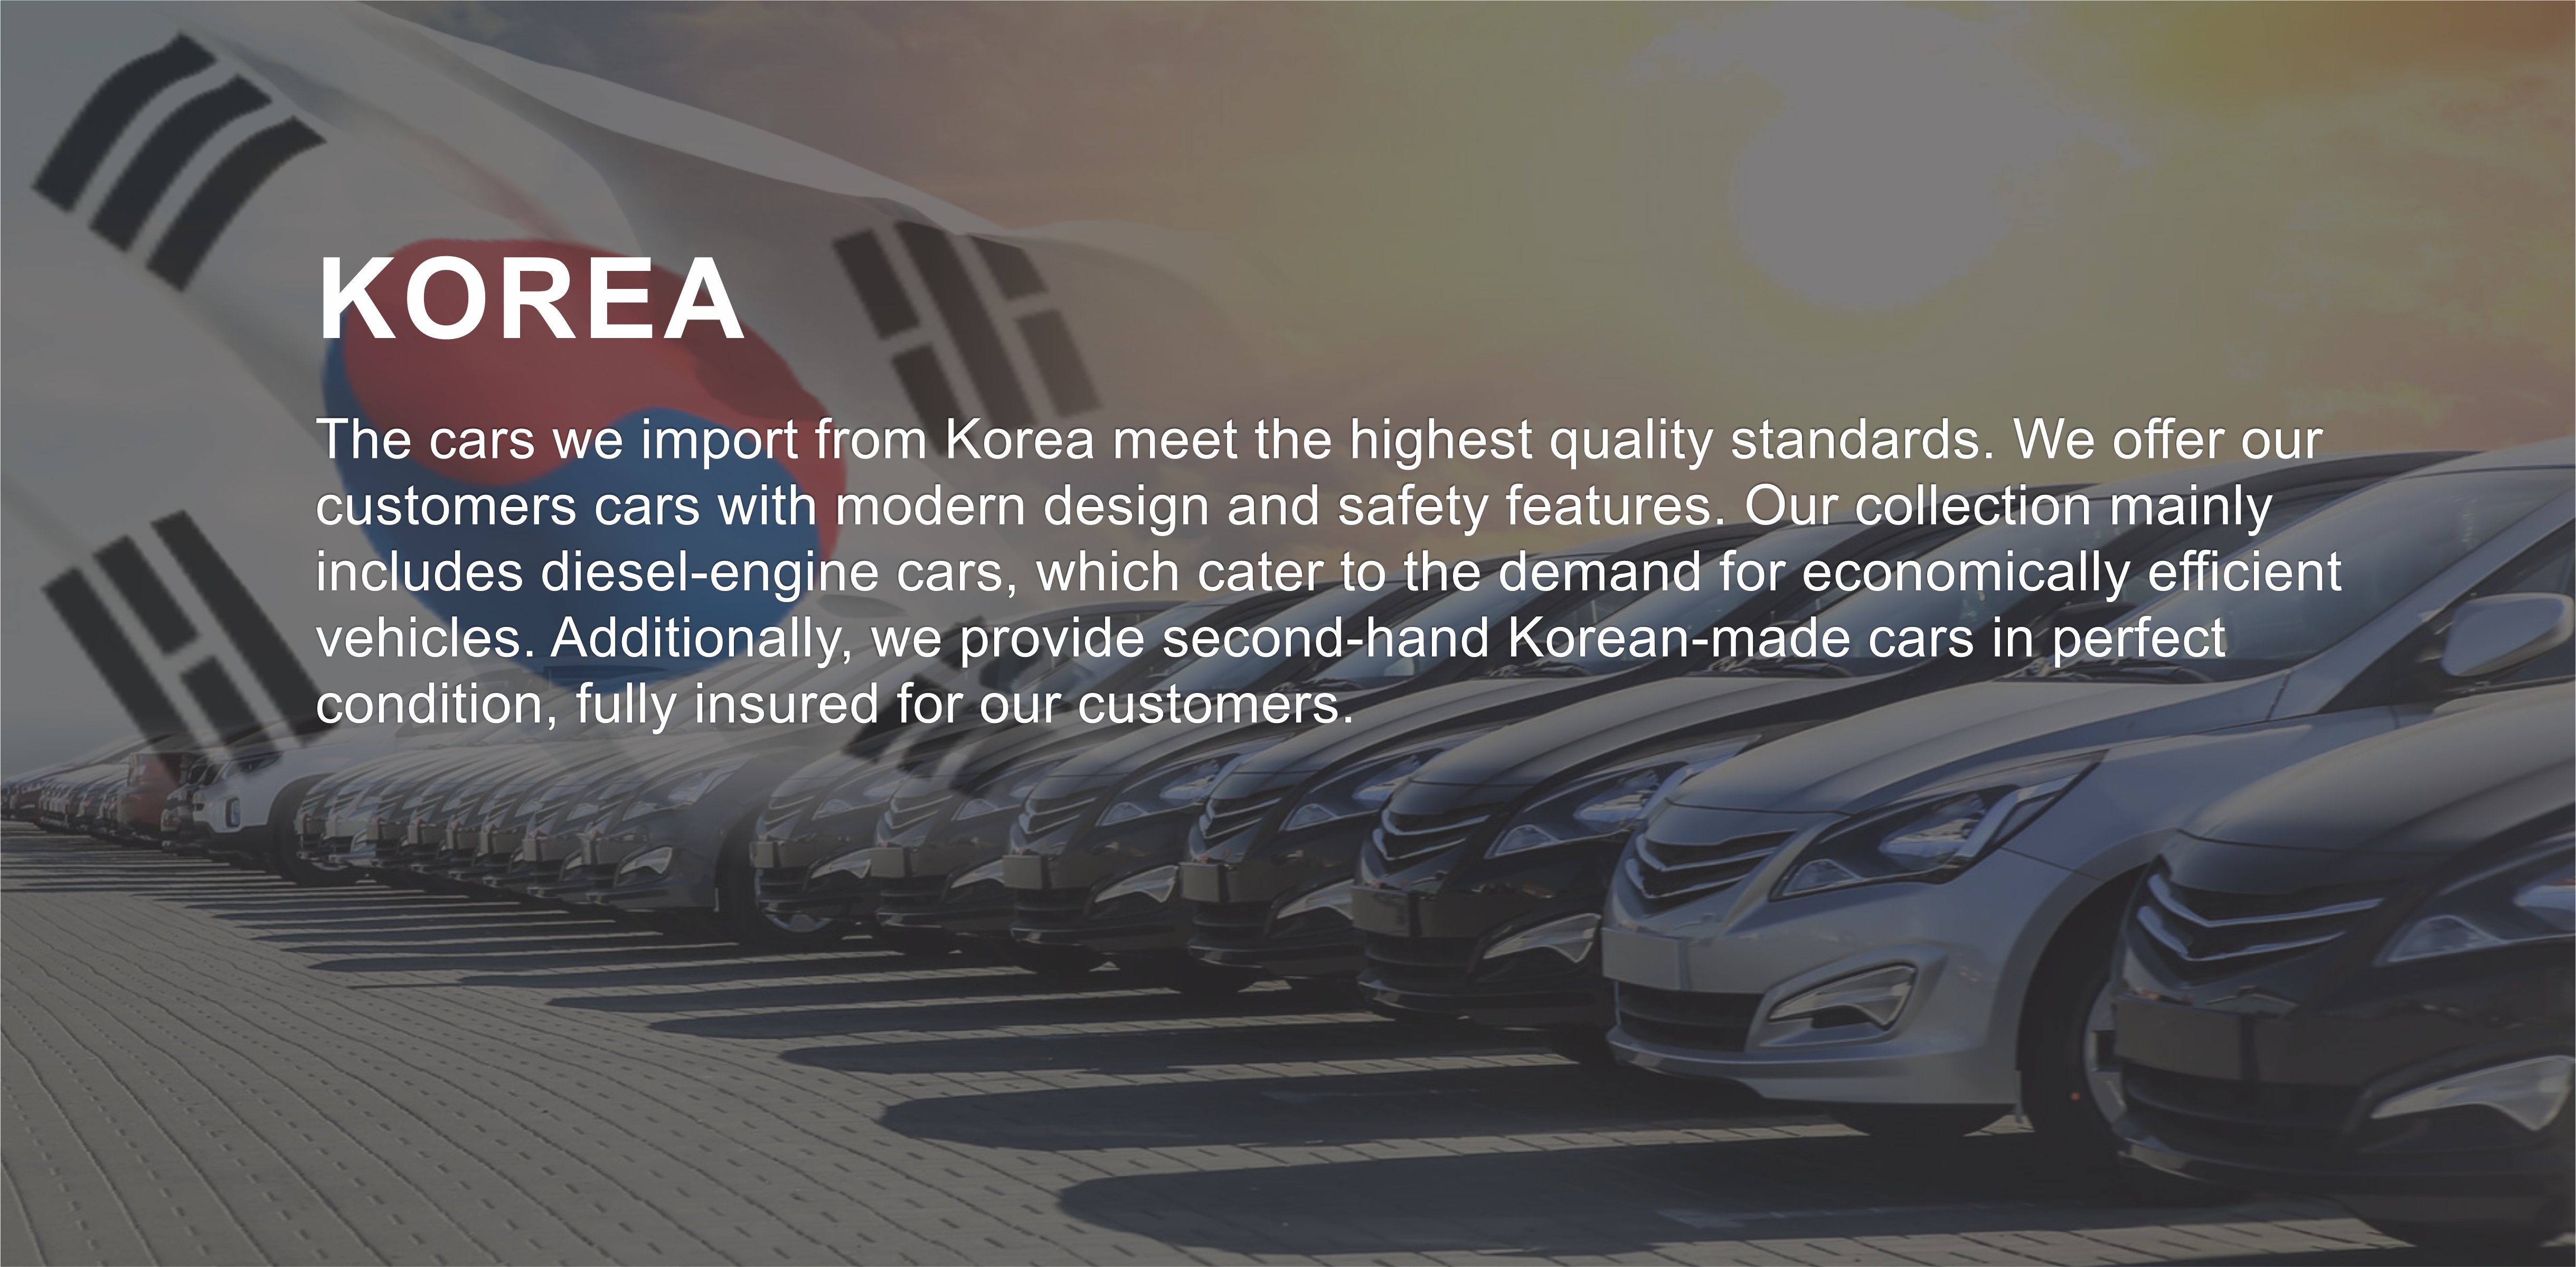 KOREA
The cars we import from Korea meet the highest quality standards. We offer our
customers cars with modern design and safety features. Our collection mainly
includes diesel-engine cars, which cater to the demand for economically efficient
vehicles. Additionally, we provide second-hand Korean-made cars in perfect
condition, fully insured for our customers.